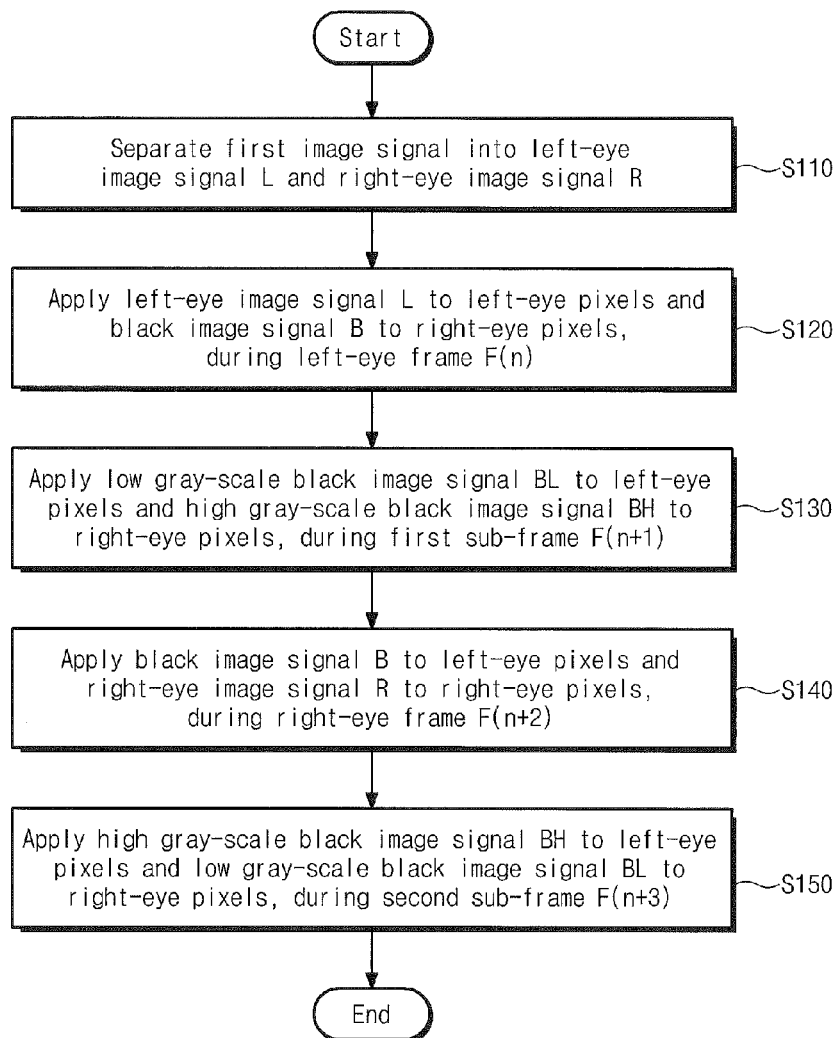 Start
Separate first image signal into left-eye
image signal L and right-eye image signal R
S110
Apply left-eye image signal L to left-eye pixels and
black image signal B to right-eye pixels,
during left-eye frame F(n)
S120
Apply low gray-scale black image signal BL to left-eye
pixels and high gray-scale black image signal BH to
right-eye pixels, during first sub-frame F(n+1)
S130
Apply black image signal B to left-eye pixels and
right-eye image signal R to right-eye pixels,
during right-eye frame F(n+2)
S140
Apply high gray-scale black image signal BH to left-eye
pixels and low gray-scale black image signal BL to
right-eye pixels, during second sub-frame F(n+3)
S150
End